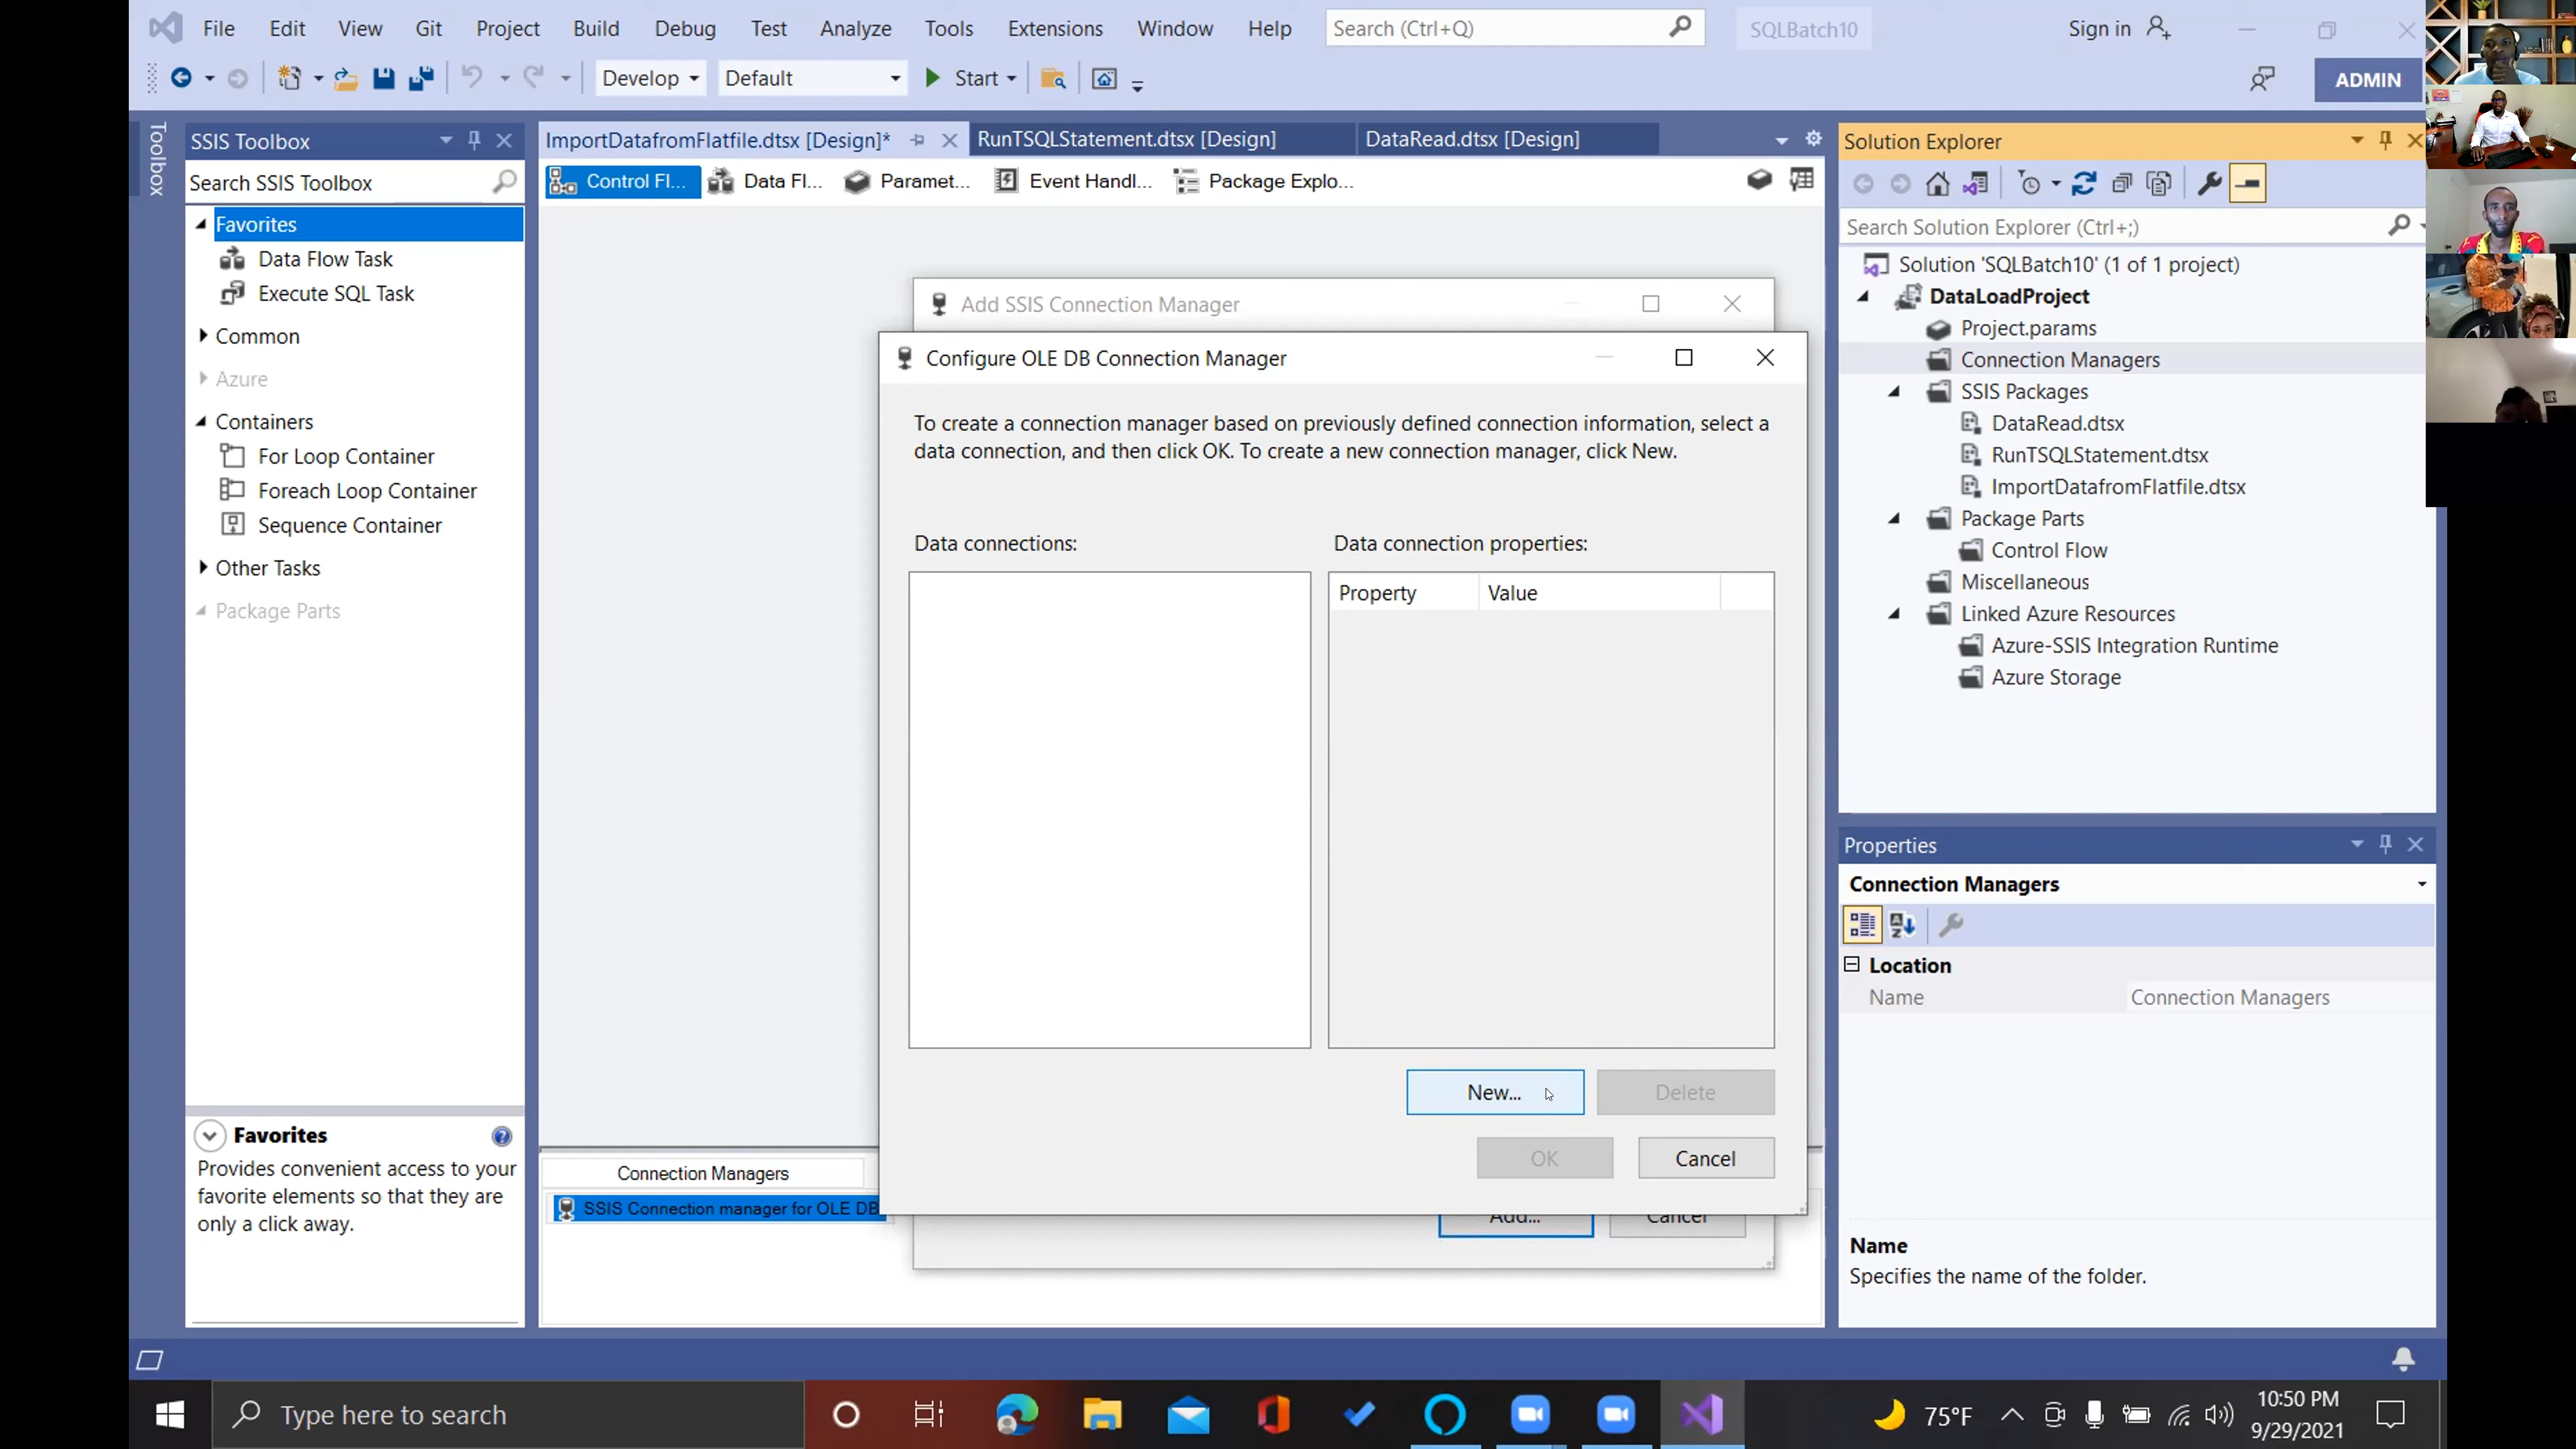 File Edit View Git Project Build Debug Test Analyze Tools Extensions Window Help Search (Ctrl+Q) SQLBatch10 Sign in
Develop Default Start ADMIN
Toolbox
SSIS Toolbox
Search SSIS Toolbox
Favorites
Data Flow Task
Execute SQL Task
Common
Azure
Containers
For Loop Container
Foreach Loop Container
Sequence Container
Other Tasks
Package Parts
Favorites
Provides convenient access to your
favorite elements so that they are
only a click away.
ImportDatafromFlatfile.dtsx [Design]* RunTSQLStatement.dtsx [Design] DataRead.dtsx [Design]
Control Fl... Data Fl... Paramet... Event Handl... Package Explo...
Add SSIS Connection Manager
Configure OLE DB Connection Manager
To create a connection manager based on previously defined connection information, select a
data connection, and then click OK. To create a new connection manager, click New.
Data connections: Data connection properties:
Property Value
New... Delete
OK Cancel
Add... Cancel
Connection Managers
SSIS Connection manager for OLE DB
Solution Explorer
Search Solution Explorer (Ctrl+;)
Solution 'SQLBatch10' (1 of 1 project)
DataLoadProject
Project.params
Connection Managers
SSIS Packages
DataRead.dtsx
RunTSQLStatement.dtsx
ImportDatafromFlatfile.dtsx
Package Parts
Control Flow
Miscellaneous
Linked Azure Resources
Azure-SSIS Integration Runtime
Azure Storage
Properties
Connection Managers
Location
Name Connection Managers
Name
Specifies the name of the folder.
Type here to search 75°F 10:50 PM
9/29/2021